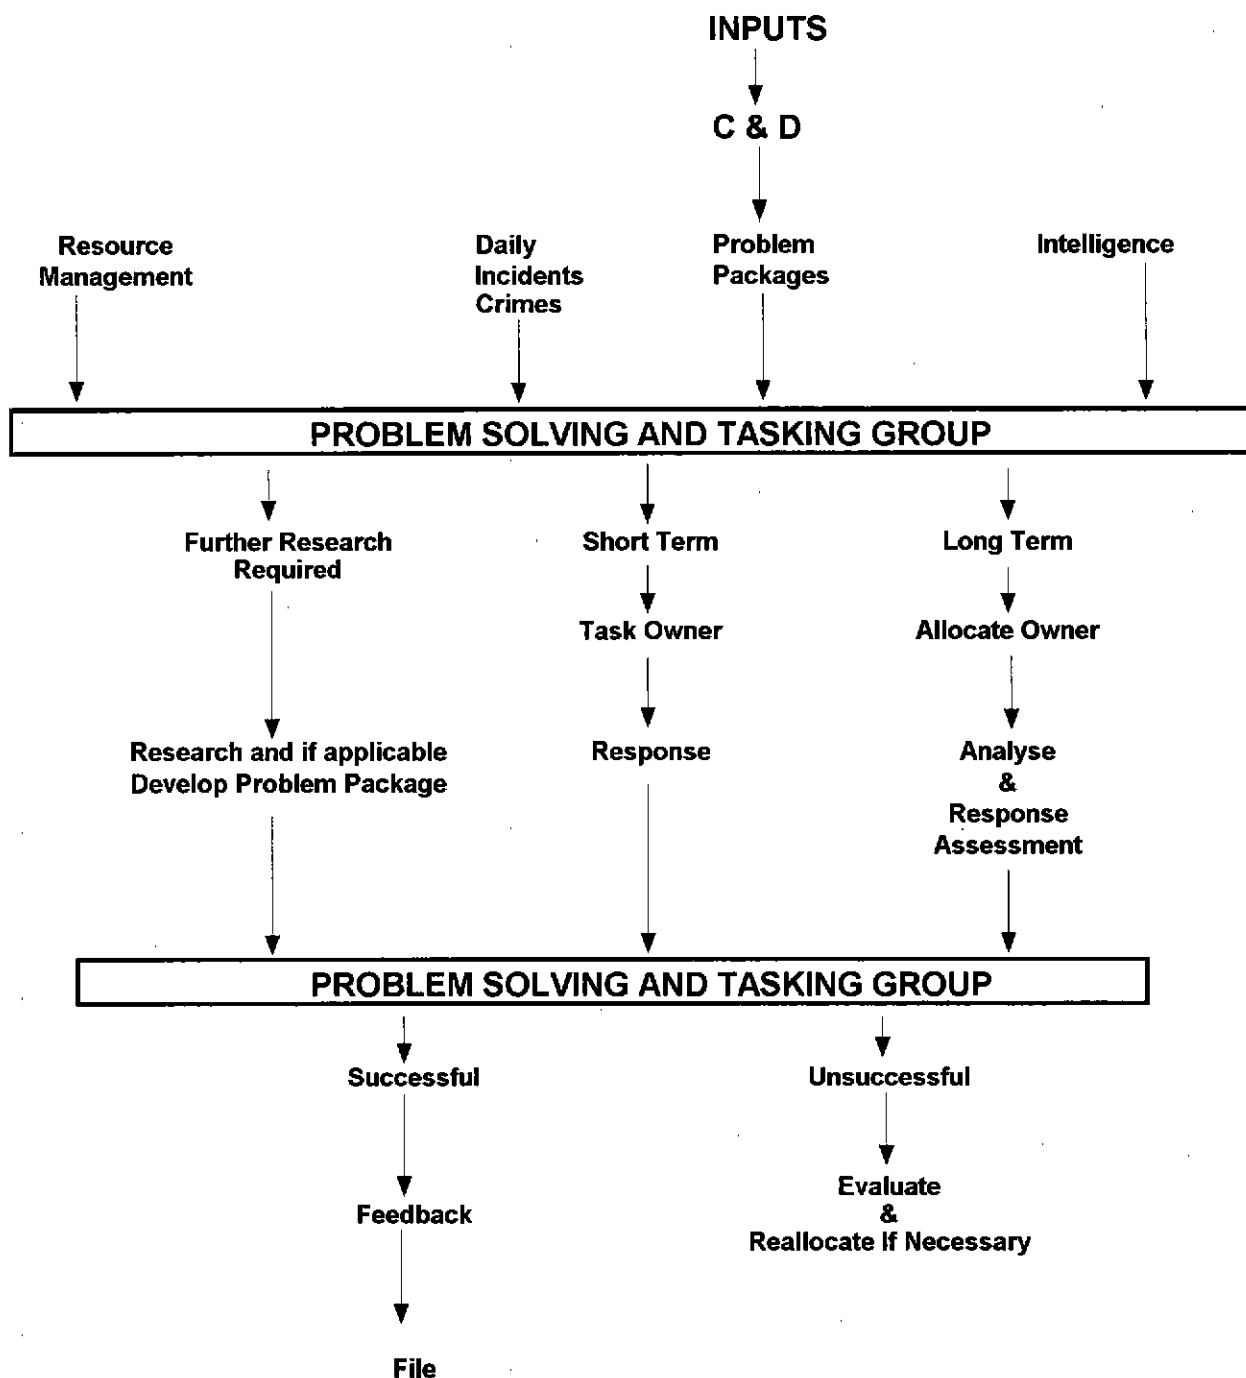 INPUTS
C & D
Resource
Management
Daily
Incidents
Crimes
Problem
Packages
Intelligence
PROBLEM SOLVING AND TASKING GROUP
Further Research
Required
Short Term
Long Term
Task Owner
Allocate Owner
Research and if applicable
Develop Problem Package
Response
Analyse
&
Response
Assessment
PROBLEM SOLVING AND TASKING GROUP
Successful
Unsuccessful
Feedback
Evaluate
&
Reallocate If Necessary
File